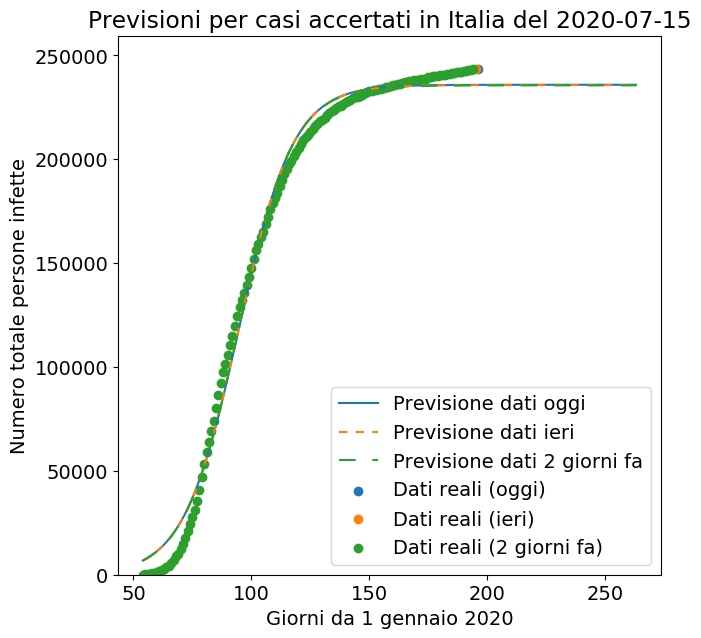 Previsioni per casi accertati in Italia del 2020-07-15
250000
200000
150000
100000
50000
0
50
100
150
200
250
Numero totale persone infette
Giorni da 1 gennaio 2020
Previsione dati oggi
Previsione dati ieri
Previsione dati 2 giorni fa
Dati reali (oggi)
Dati reali (ieri)
Dati reali (2 giorni fa)